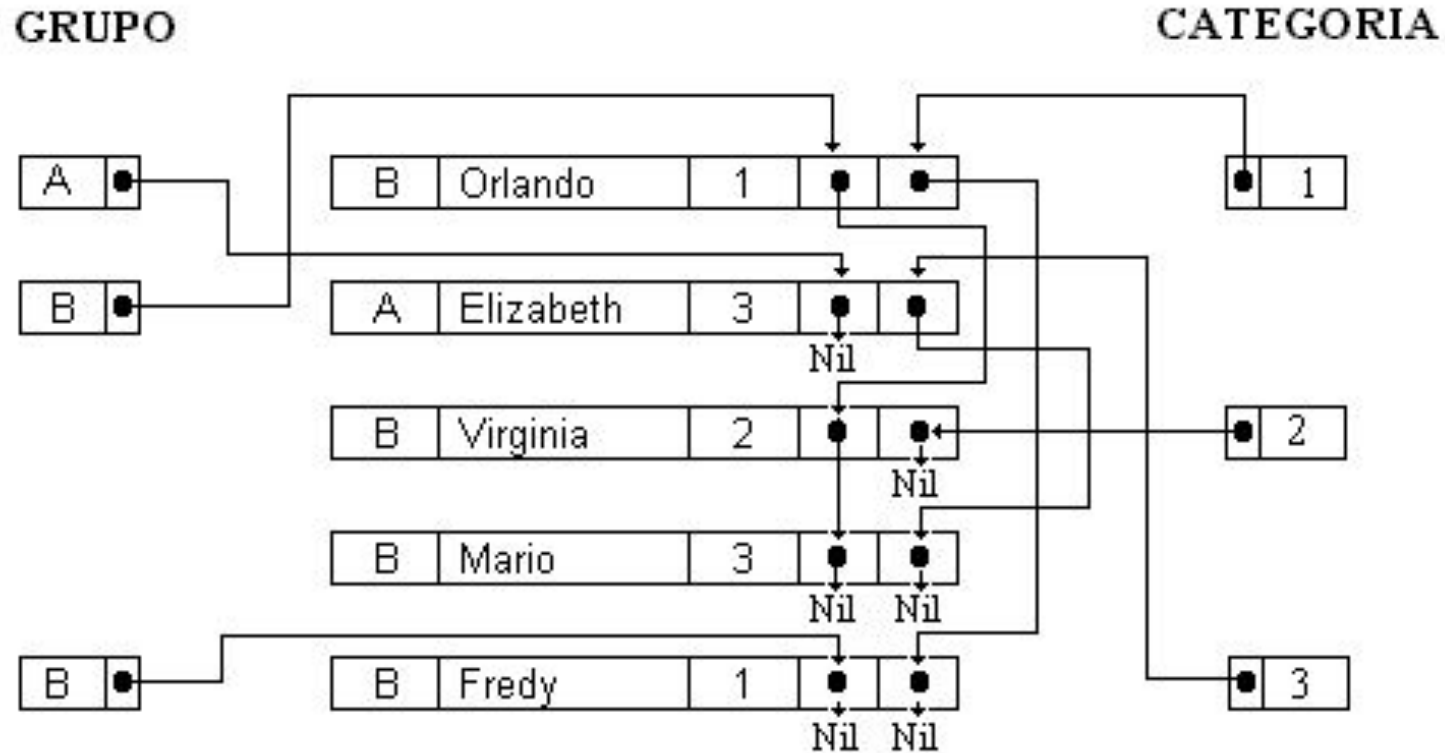 GRUPO CATEGORIA
A B Orlando 1 1
B A Elizabeth 3
Nil
B Virginia 2 2
Nil
B Mario 3
Nil Nil
B B Fredy 1 3
Nil Nil